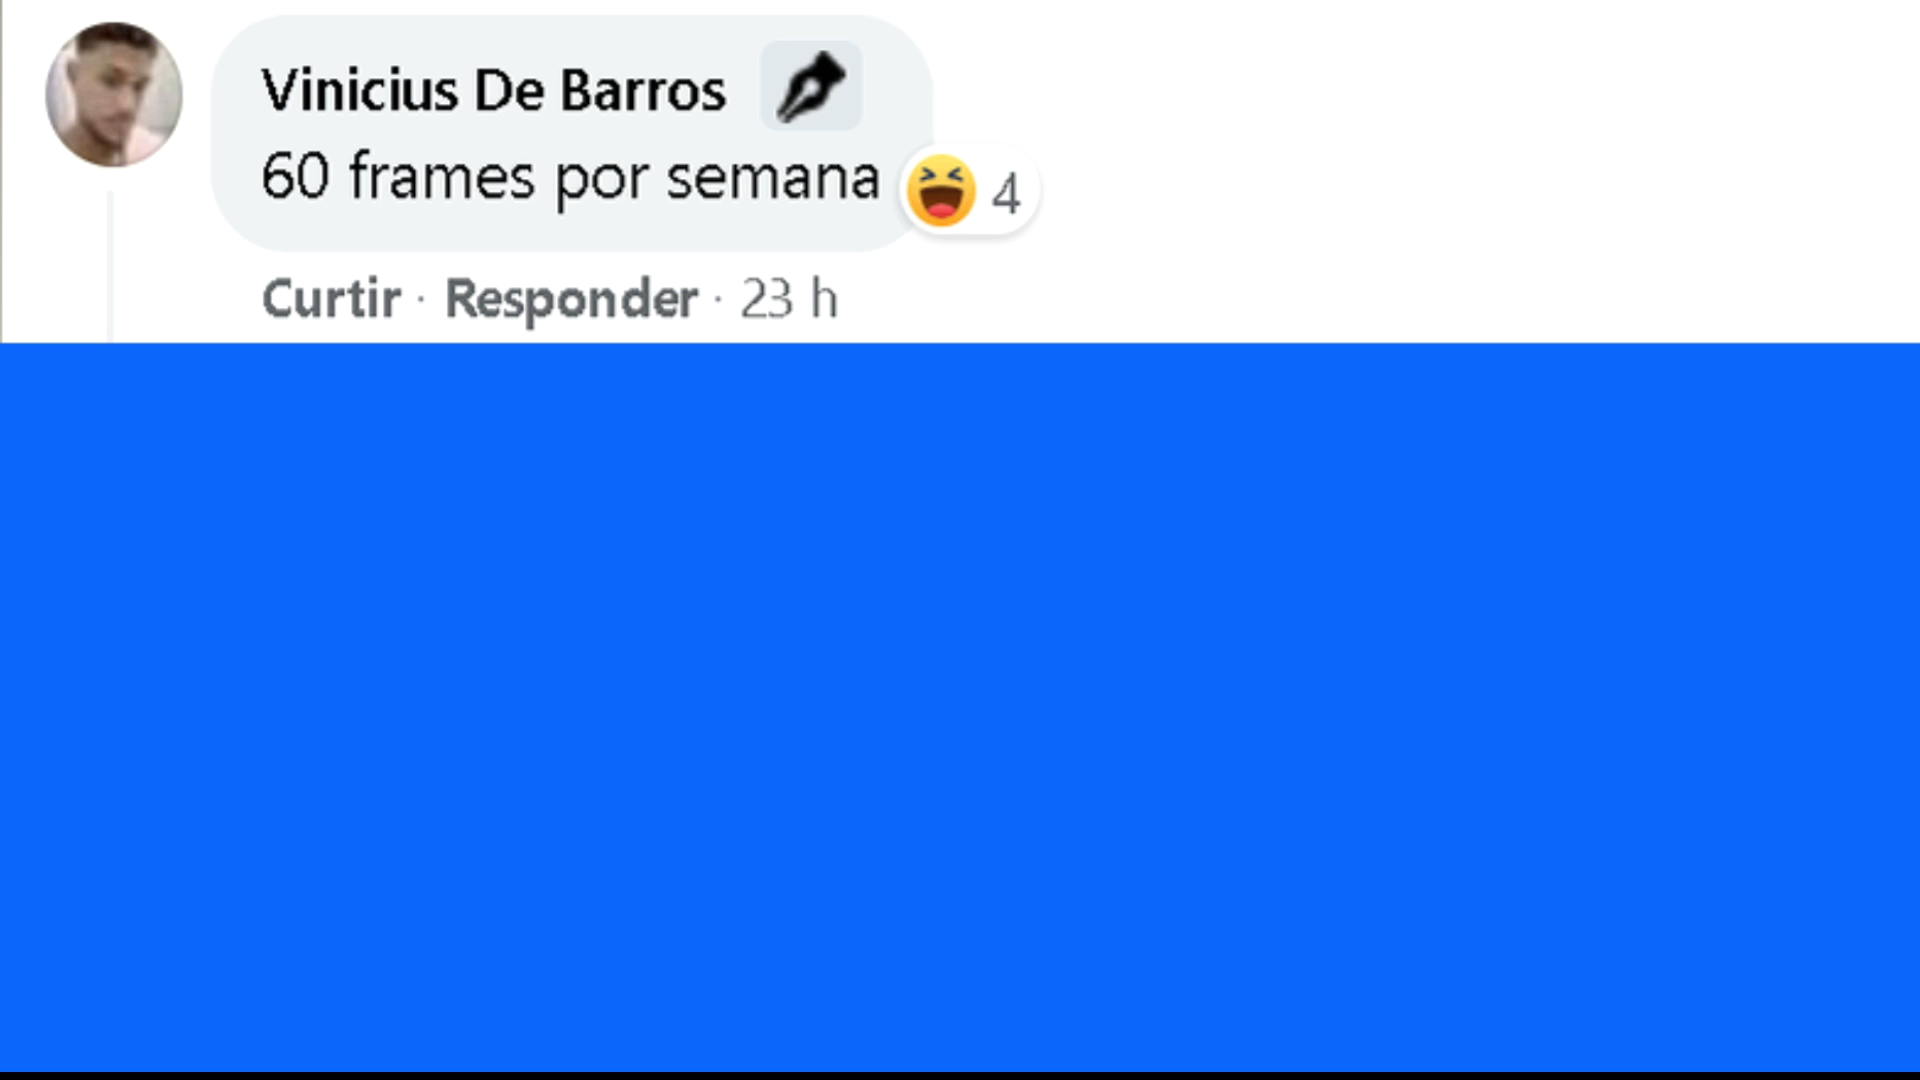 Vinicius De Barros
60 frames por semana
4
Curtir · Responder · 23 h